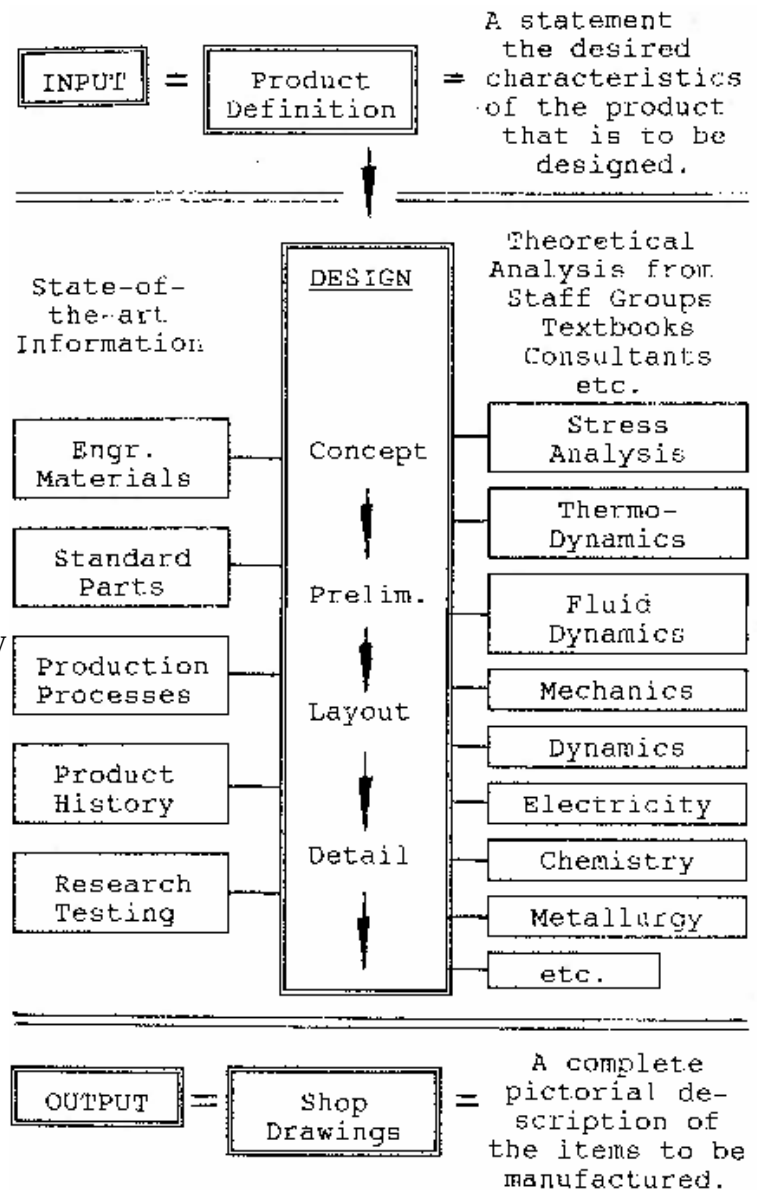 INPUT
=
Product
Definition
=
A statement
the desired
characteristics
of the product
that is to be
designed.
State-of-
the-art
Information
DESIGN
Concept
Prelim.
Layout
Detail
Theoretical
Analysis from
Staff Groups
Textbooks
Consultants
etc.
Engr.
Materials
Standard
Parts
Production
Processes
Product
History
Research
Testing
Stress
Analysis
Thermo-
Dynamics
Fluid
Dynamics
Mechanics
Dynamics
Electricity
Chemistry
Metallurgy
etc.
OUTPUT
=
Shop
Drawings
=
A complete
pictorial de-
scription of
the items to be
manufactured.